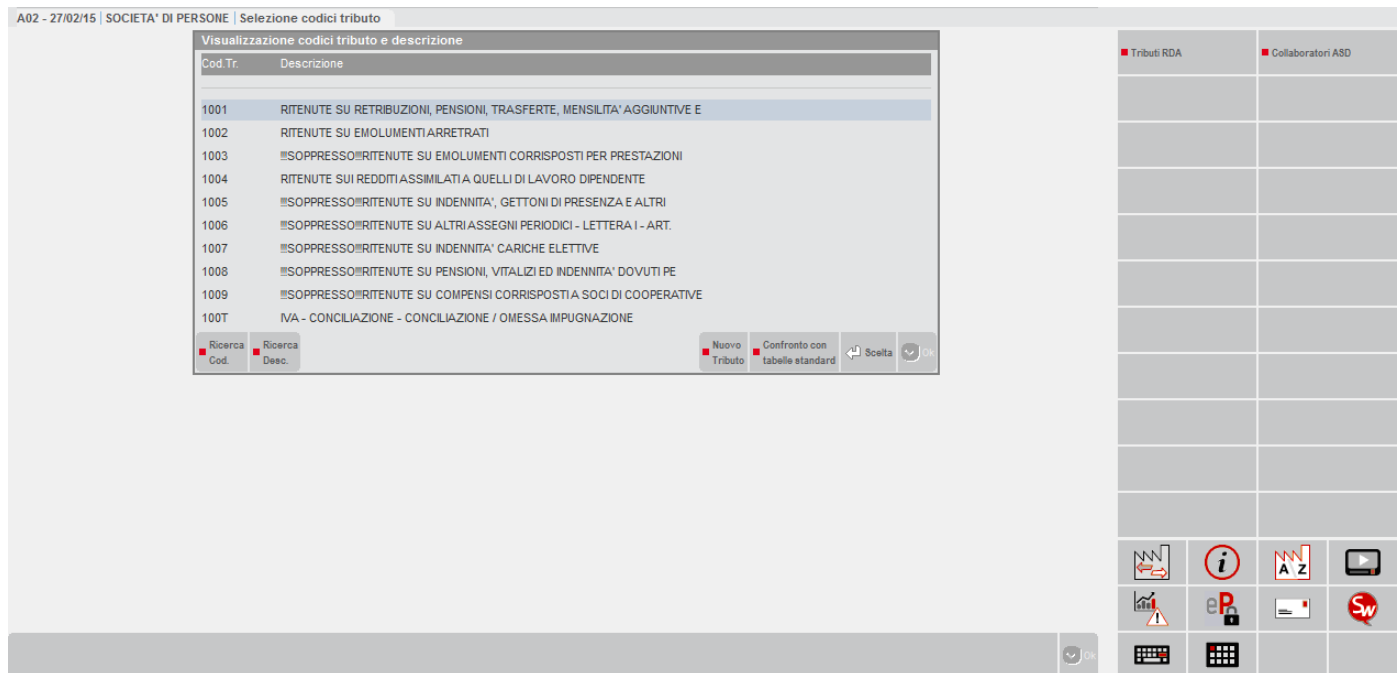 A02 - 27/02/15 | SOCIETA' DI PERSONE | Selezione codici tributo
Visualizzazione codici tributo e descrizione
Cod.Tr. Descrizione
1001 RITENUTE SU RETRIBUZIONI, PENSIONI, TRASFERTE, MENSILITA' AGGIUNTIVE E
1002 RITENUTE SU EMOLUMENTI ARRETRATI
1003 !!!SOPPRESSO!!!RITENUTE SU EMOLUMENTI CORRISPOSTI PER PRESTAZIONI
1004 RITENUTE SUI REDDITI ASSIMILATI A QUELLI DI LAVORO DIPENDENTE
1005 !!!SOPPRESSO!!!RITENUTE SU INDENNITA', GETTONI DI PRESENZA E ALTRI
1006 !!!SOPPRESSO!!!RITENUTE SU ALTRI ASSEGNI PERIODICI - LETTERA I - ART.
1007 !!!SOPPRESSO!!!RITENUTE SU INDENNITA' CARICHE ELETTIVE
1008 !!!SOPPRESSO!!!RITENUTE SU PENSIONI, VITALIZI ED INDENNITA' DOVUTI PE
1009 !!!SOPPRESSO!!!RITENUTE SU COMPENSI CORRISPOSTI A SOCI DI COOPERATIVE
100T IVA - CONCILIAZIONE - CONCILIAZIONE / OMESSA IMPUGNAZIONE
Ricerca Cod.
Ricerca Desc.
Nuovo Tributo
Confronto con tabelle standard
Scelta
Ok
Tributi RDA
Collaboratori ASD
i
A Z
eP
Sw
Ok